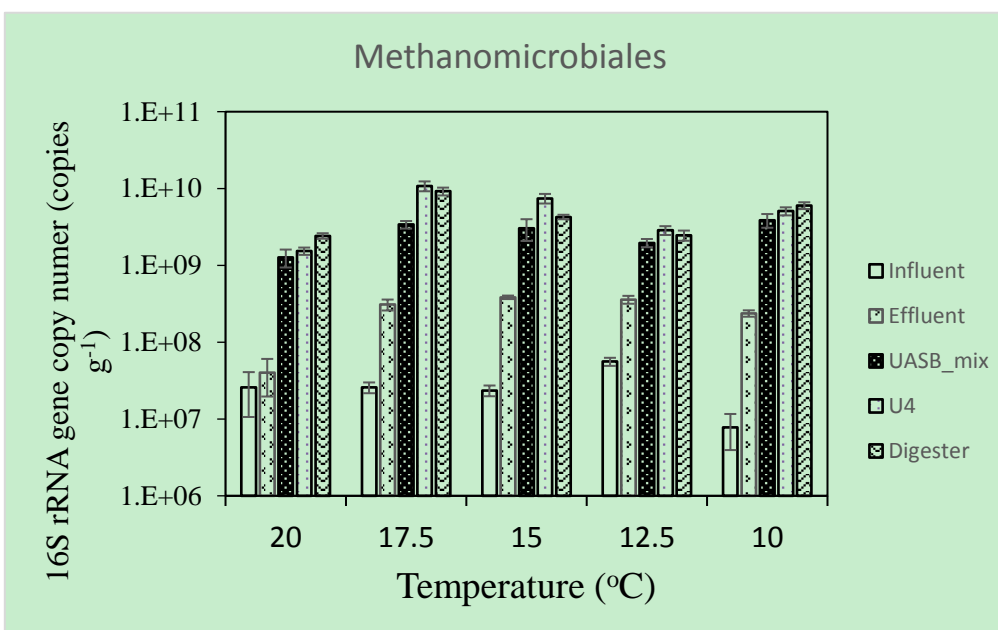 Methanomicrobiales
16S rRNA gene copy numer (copies
g-1)
1.E+11
1.E+10
1.E+09
1.E+08
1.E+07
1.E+06
20 17.5 15 12.5 10
Temperature (oC)
Influent
Effluent
UASB_mix
U4
Digester